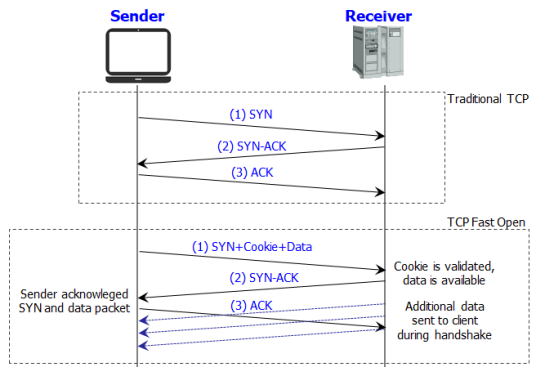 Sender
Receiver
Traditional TCP
(1) SYN
(2) SYN-ACK
(3) ACK
TCP Fast Open
(1) SYN+Cookie+Data
Cookie is validated,
data is available
(2) SYN-ACK
Sender acknowleged
SYN and data packet
(3) ACK
Additional data
sent to client
during handshake